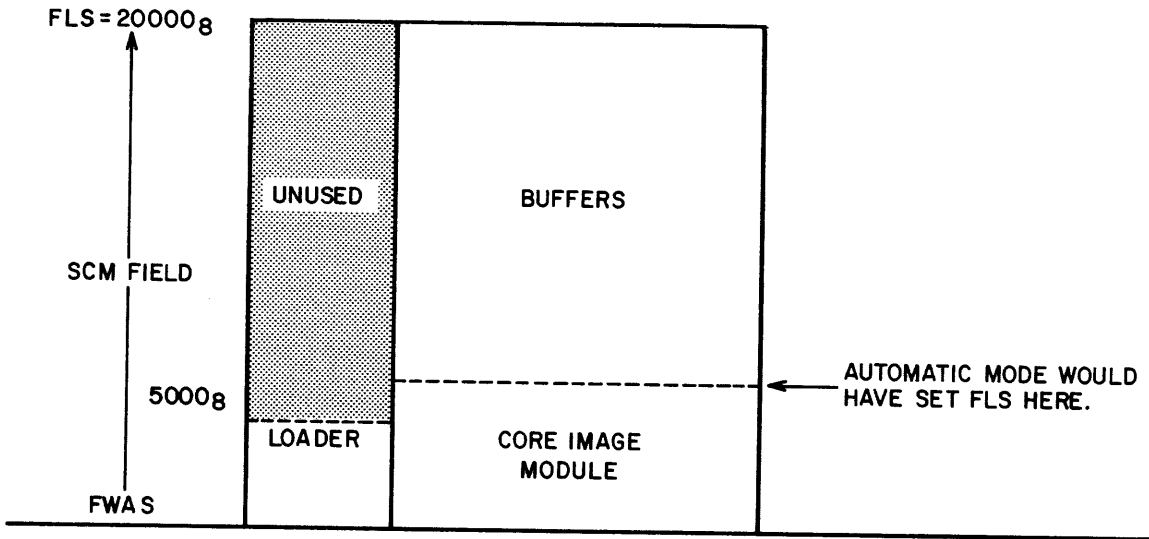 FLS = 20000₈
UNUSED
BUFFERS
SCM FIELD
AUTOMATIC MODE WOULD
HAVE SET FLS HERE.
5000₈
LOADER
CORE IMAGE
MODULE
FWAS